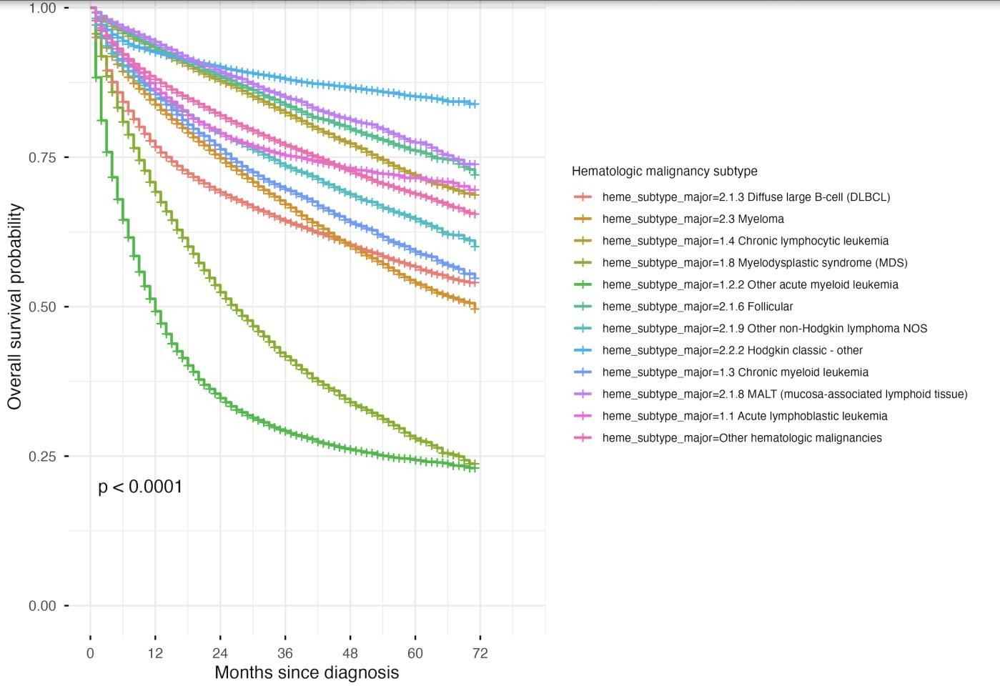 1.00
0.75
0.50
0.25
0.00
Overall survival probability
p < 0.0001
0 12 24 36 48 60 72
Months since diagnosis
Hematologic malignancy subtype
heme_subtype_major=2.1.3 Diffuse large B-cell (DLBCL)
heme_subtype_major=2.3 Myeloma
heme_subtype_major=1.4 Chronic lymphocytic leukemia
heme_subtype_major=1.8 Myelodysplastic syndrome (MDS)
heme_subtype_major=1.2.2 Other acute myeloid leukemia
heme_subtype_major=2.1.6 Follicular
heme_subtype_major=2.1.9 Other non-Hodgkin lymphoma NOS
heme_subtype_major=2.2.2 Hodgkin classic - other
heme_subtype_major=1.3 Chronic myeloid leukemia
heme_subtype_major=2.1.8 MALT (mucosa-associated lymphoid tissue)
heme_subtype_major=1.1 Acute lymphoblastic leukemia
heme_subtype_major=Other hematologic malignancies